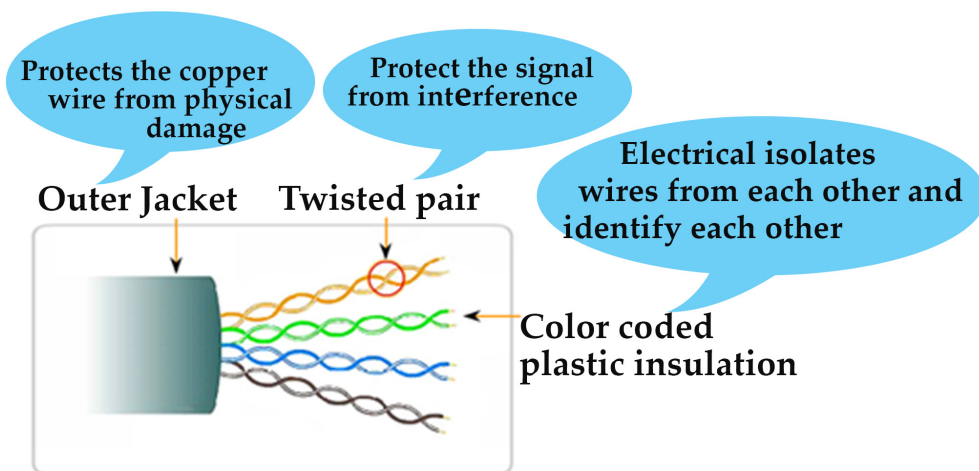 Protects the copper
wire from physical
damage
Protect the signal
from interference
Electrical isolates
wires from each other and
identify each other
Outer Jacket
Twisted pair
Color coded
plastic insulation